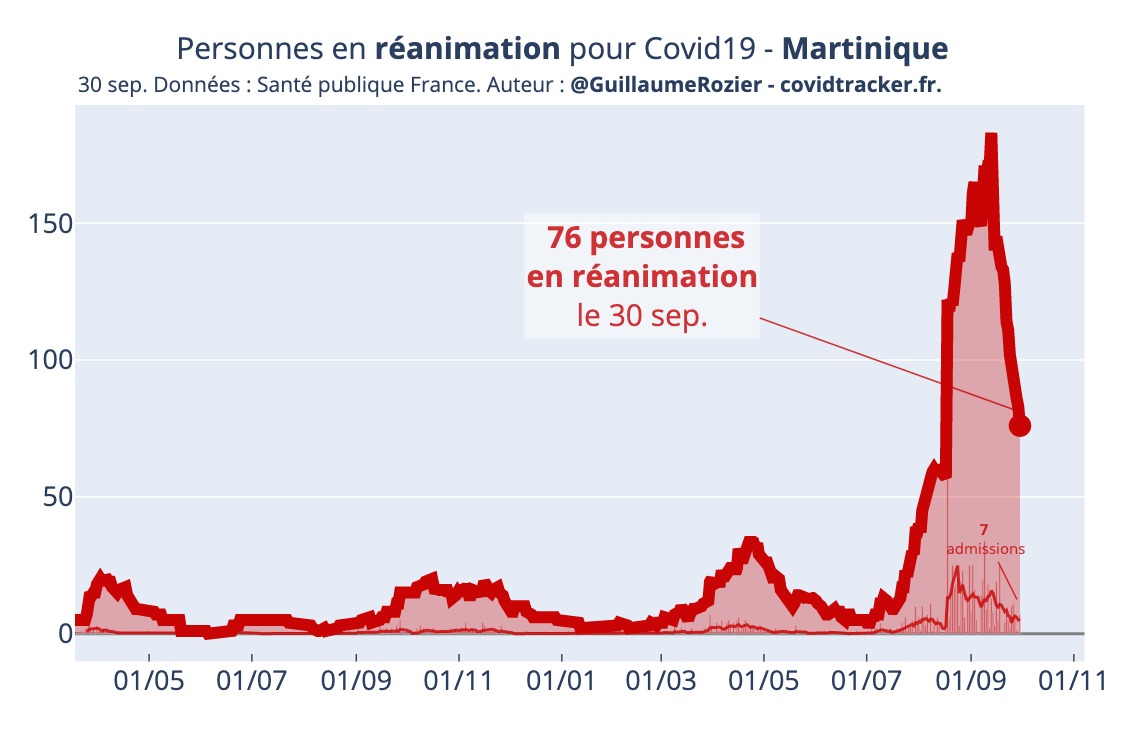 Personnes en réanimation pour Covid19 - Martinique
30 sep. Données : Santé publique France. Auteur : @GuillaumeRozier - covidtracker.fr.
150
100
50
0
76 personnes
en réanimation
le 30 sep.
7
admissions
01/05
01/07
01/09
01/11
01/01
01/03
01/05
01/07
01/09
01/11